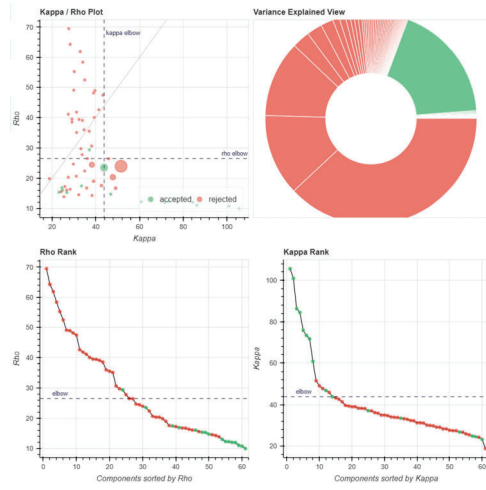 Kappa / Rho Plot
70
60
50
40
30
20
10
Rho
kappa elbow
rho elbow
accepted
rejected
20
40
60
80
100
Kappa
Variance Explained View
Rho Rank
70
60
50
40
30
20
10
Rho
elbow
0
10
20
30
40
50
60
Components sorted by Rho
Kappa Rank
100
80
60
40
20
Kappa
elbow
0
10
20
30
40
50
60
Components sorted by Kappa